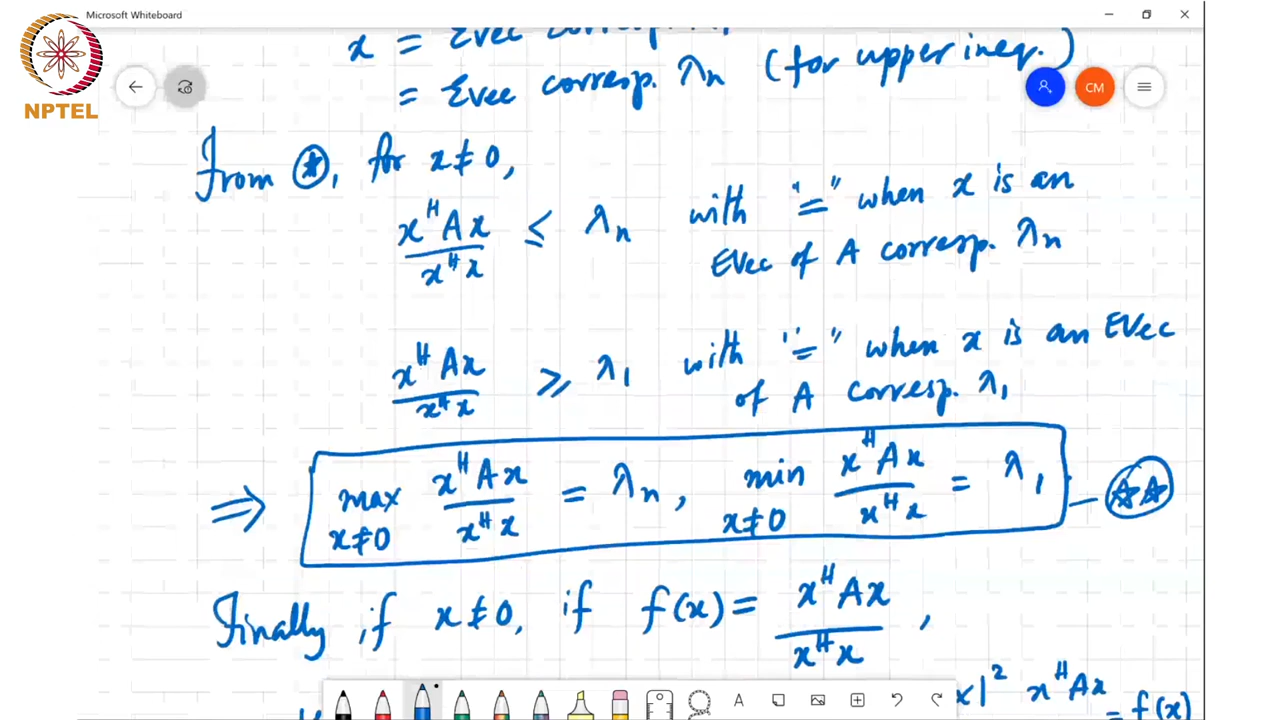 Microsoft Whiteboard
NPTEL
CM
x = Evec corresp.
= Evec corresp. λn (for upper ineq.)
From ⊛, for x≠0,
x^H A x / x^H x ≤ λn with "=" when x is an
EVec of A corresp. λn
x^H A x / x^H x ≥ λ1 with "=" when x is an EVec
of A corresp. λ1
⇒ max x≠0 x^H A x / x^H x = λn, min x≠0 x^H A x / x^H x = λ1 - ☆☆
Finally, if x≠0, if f(x) = x^H A x / x^H x ,
x|² x^H A x = f(x)
A